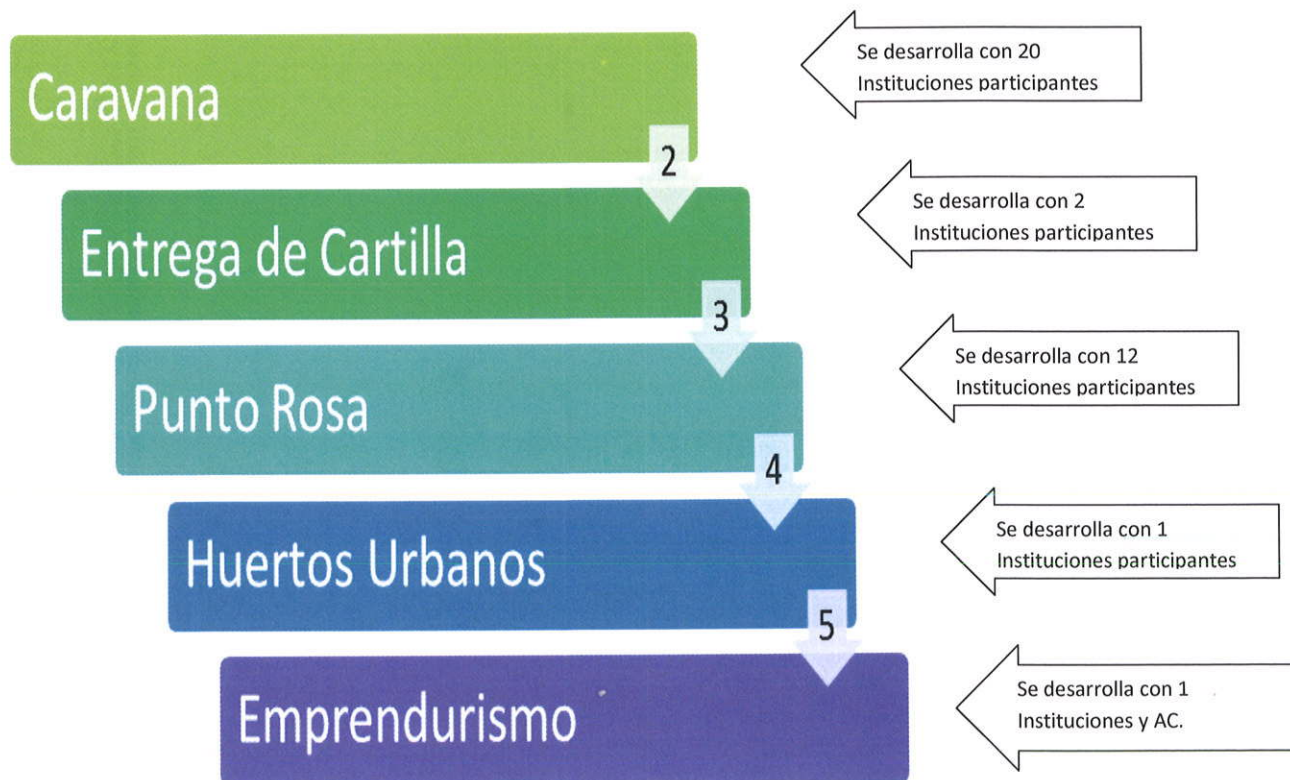 Caravana
Se desarrolla con 20
Instituciones participantes
2
Entrega de Cartilla
Se desarrolla con 2
Instituciones participantes
3
Punto Rosa
Se desarrolla con 12
Instituciones participantes
4
Huertos Urbanos
Se desarrolla con 1
Instituciones participantes
5
Emprendurismo
Se desarrolla con 1
Instituciones y AC.